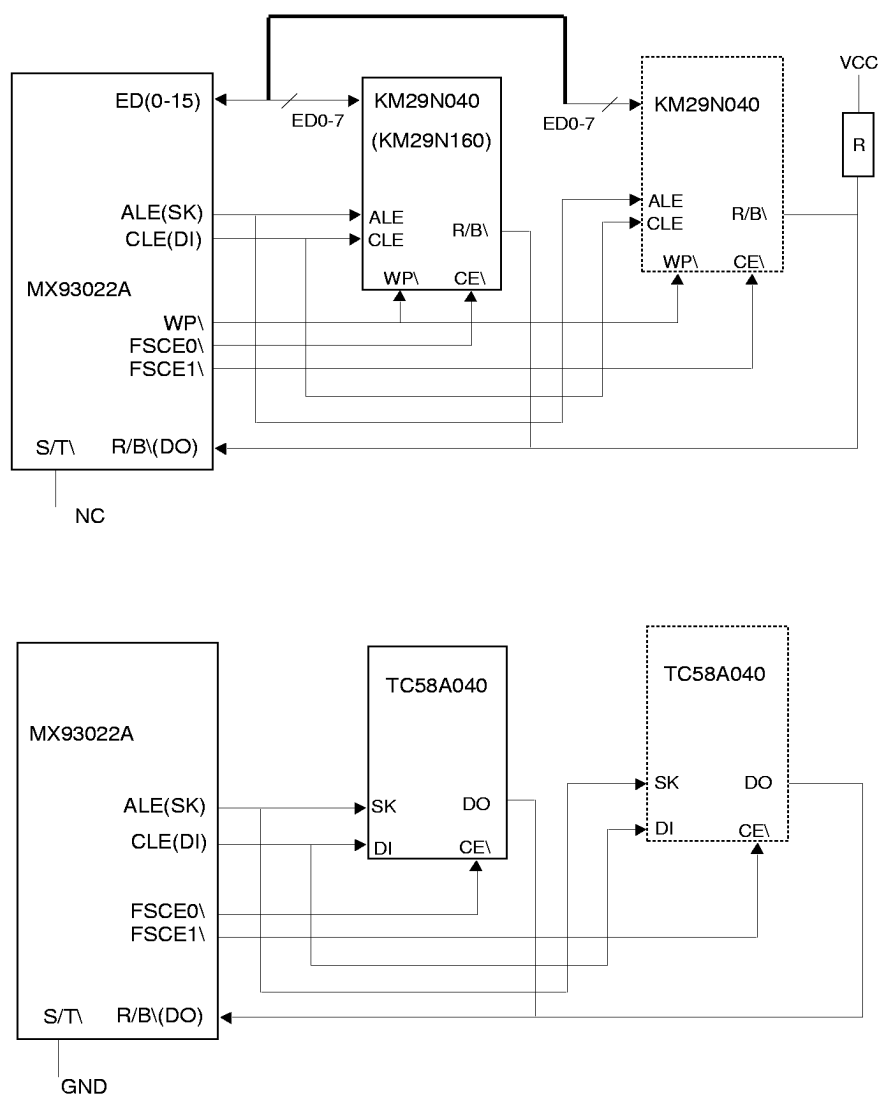 VCC
ED(0-15)
KM29N040
KM29N040
ED0-7
(KM29N160)
ED0-7
R
ALE(SK)
ALE
R/B\
ALE
R/B\
CLE(DI)
CLE
CLE
WP\
CE\
WP\
CE\
MX93022A
WP\
FSCE0\
FSCE1\
S/T\
R/B\(DO)
NC
TC58A040
TC58A040
MX93022A
SK
DO
ALE(SK)
SK
DO
DI
CE\
CLE(DI)
DI
CE\
FSCE0\
FSCE1\
S/T\
R/B\(DO)
GND